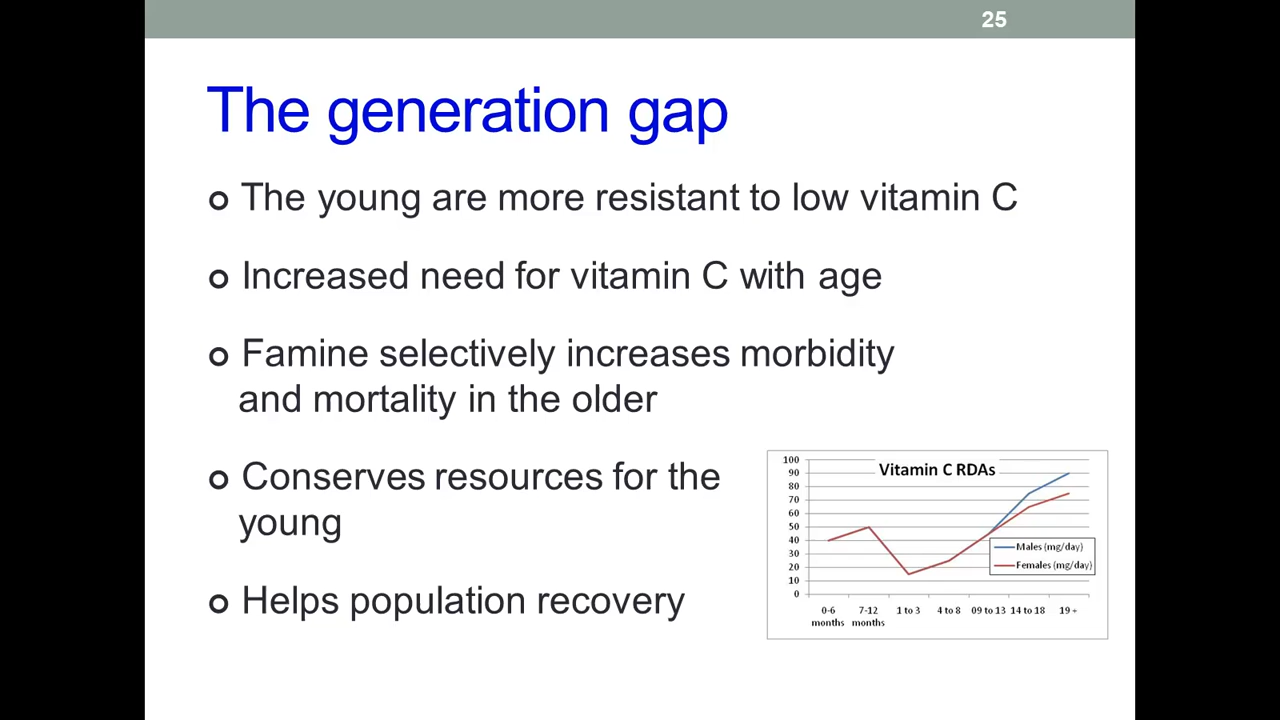 25
The generation gap
The young are more resistant to low vitamin C
Increased need for vitamin C with age
Famine selectively increases morbidity
and mortality in the older
Conserves resources for the
young
Helps population recovery
Vitamin C RDAs
100
90
80
70
60
50
40
30
20
10
0
Males (mg/day)
Females (mg/day)
0-6 7-12 1 to 3 4 to 8 09 to 13 14 to 18 19 +
months months